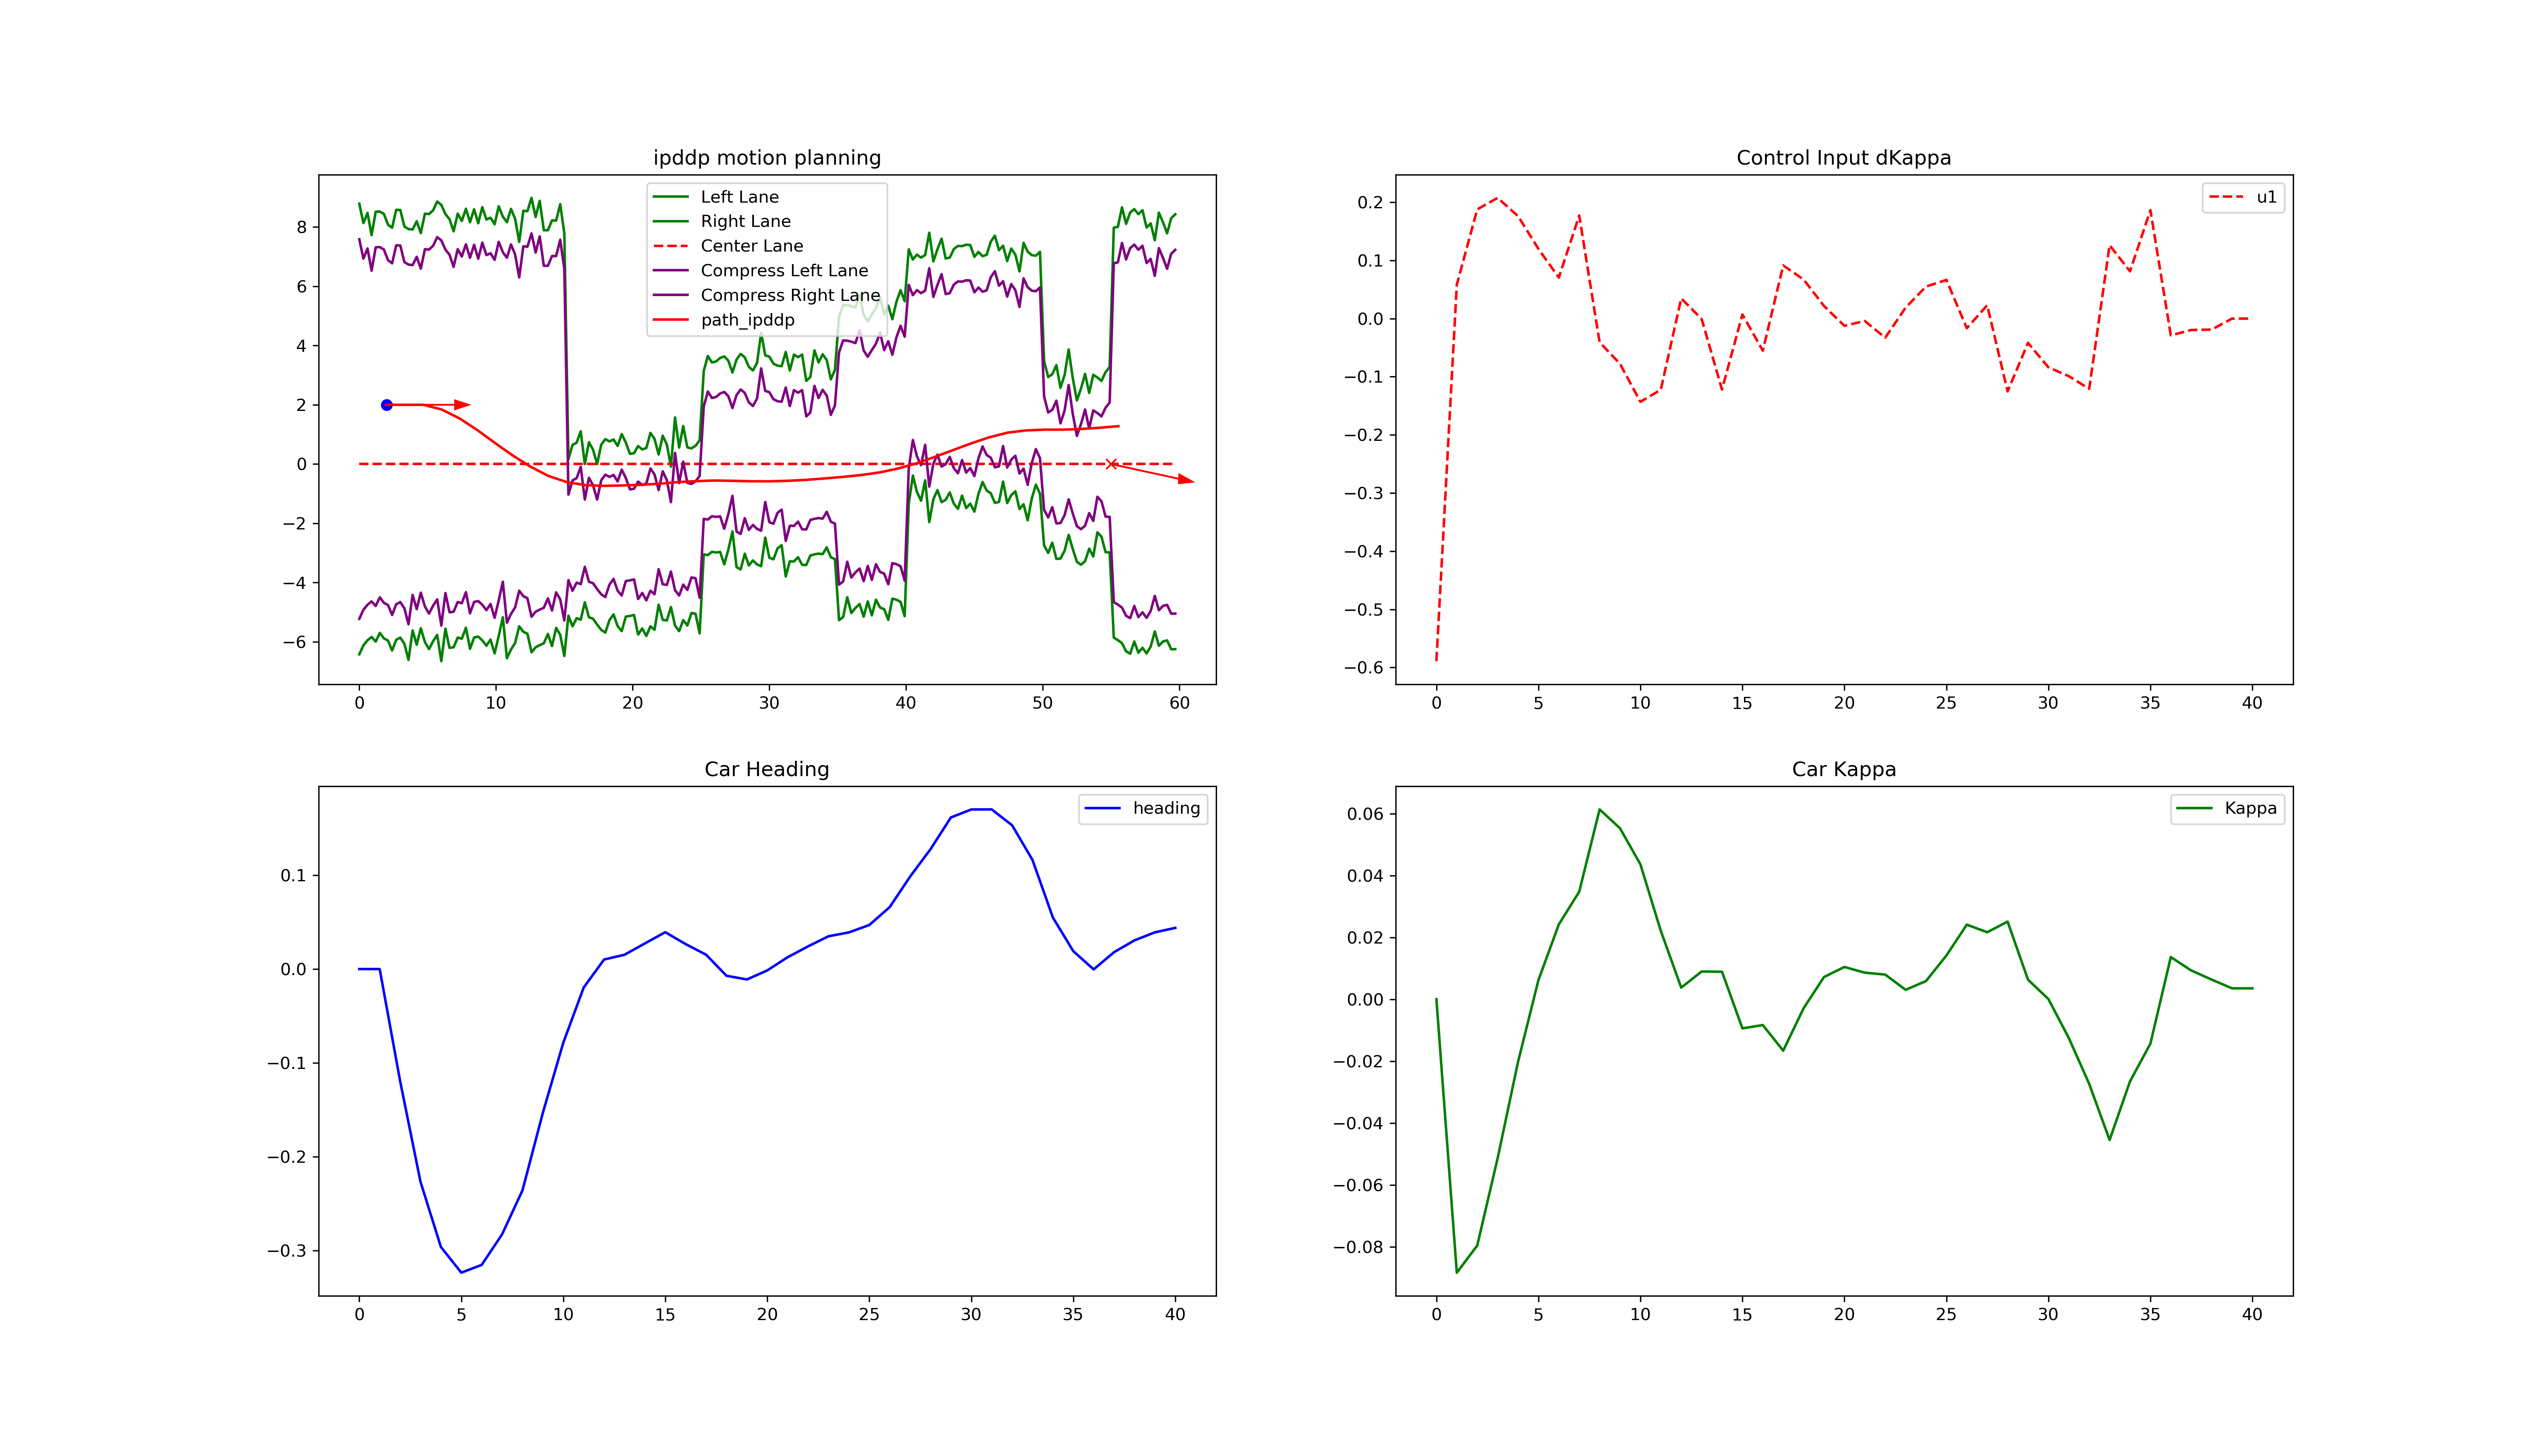 ipddp motion planning
Left Lane
Right Lane
Center Lane
Compress Left Lane
Compress Right Lane
path_ipddp
8
6
4
2
0
−2
−4
−6
0 10 20 30 40 50 60
Control Input dKappa
u1
0.2
0.1
0.0
−0.1
−0.2
−0.3
−0.4
−0.5
−0.6
0 5 10 15 20 25 30 35 40
Car Heading
heading
0.1
0.0
−0.1
−0.2
−0.3
0 5 10 15 20 25 30 35 40
Car Kappa
Kappa
0.06
0.04
0.02
0.00
−0.02
−0.04
−0.06
−0.08
0 5 10 15 20 25 30 35 40